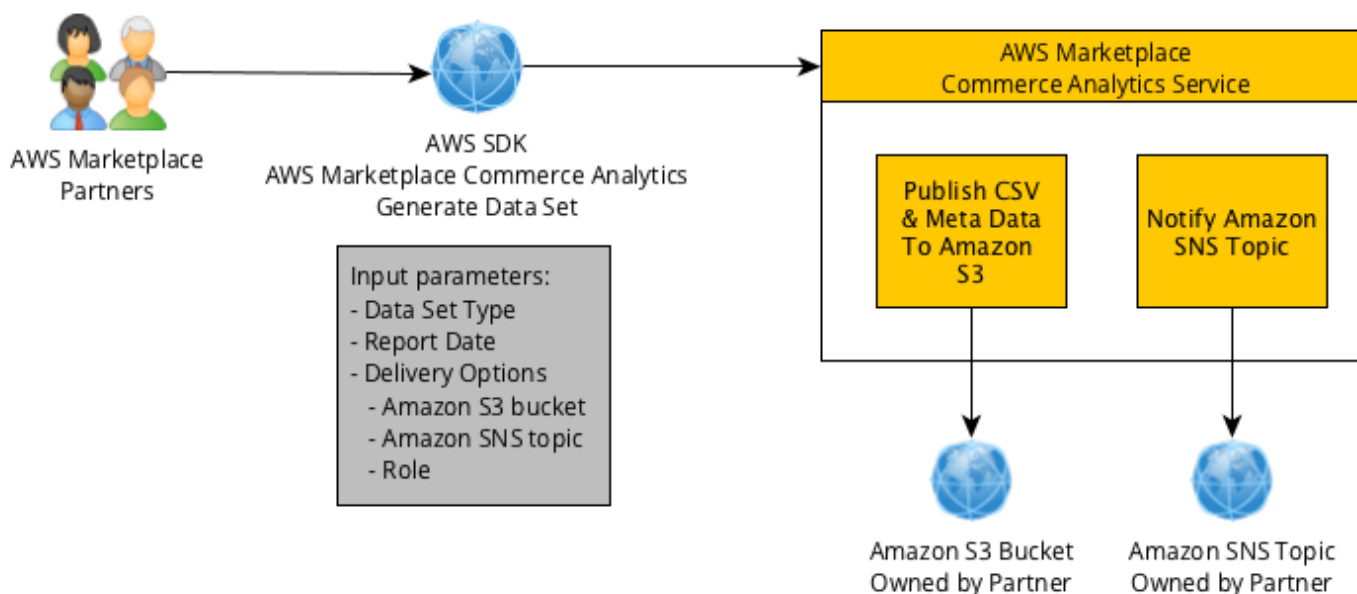 AWS Marketplace
Partners
AWS SDK
AWS Marketplace Commerce Analytics
Generate Data Set
Input parameters:
- Data Set Type
- Report Date
- Delivery Options
- Amazon S3 bucket
- Amazon SNS topic
- Role
AWS Marketplace
Commerce Analytics Service
Publish CSV
& Meta Data
To Amazon
S3
Notify Amazon
SNS Topic
Amazon S3 Bucket
Owned by Partner
Amazon SNS Topic
Owned by Partner